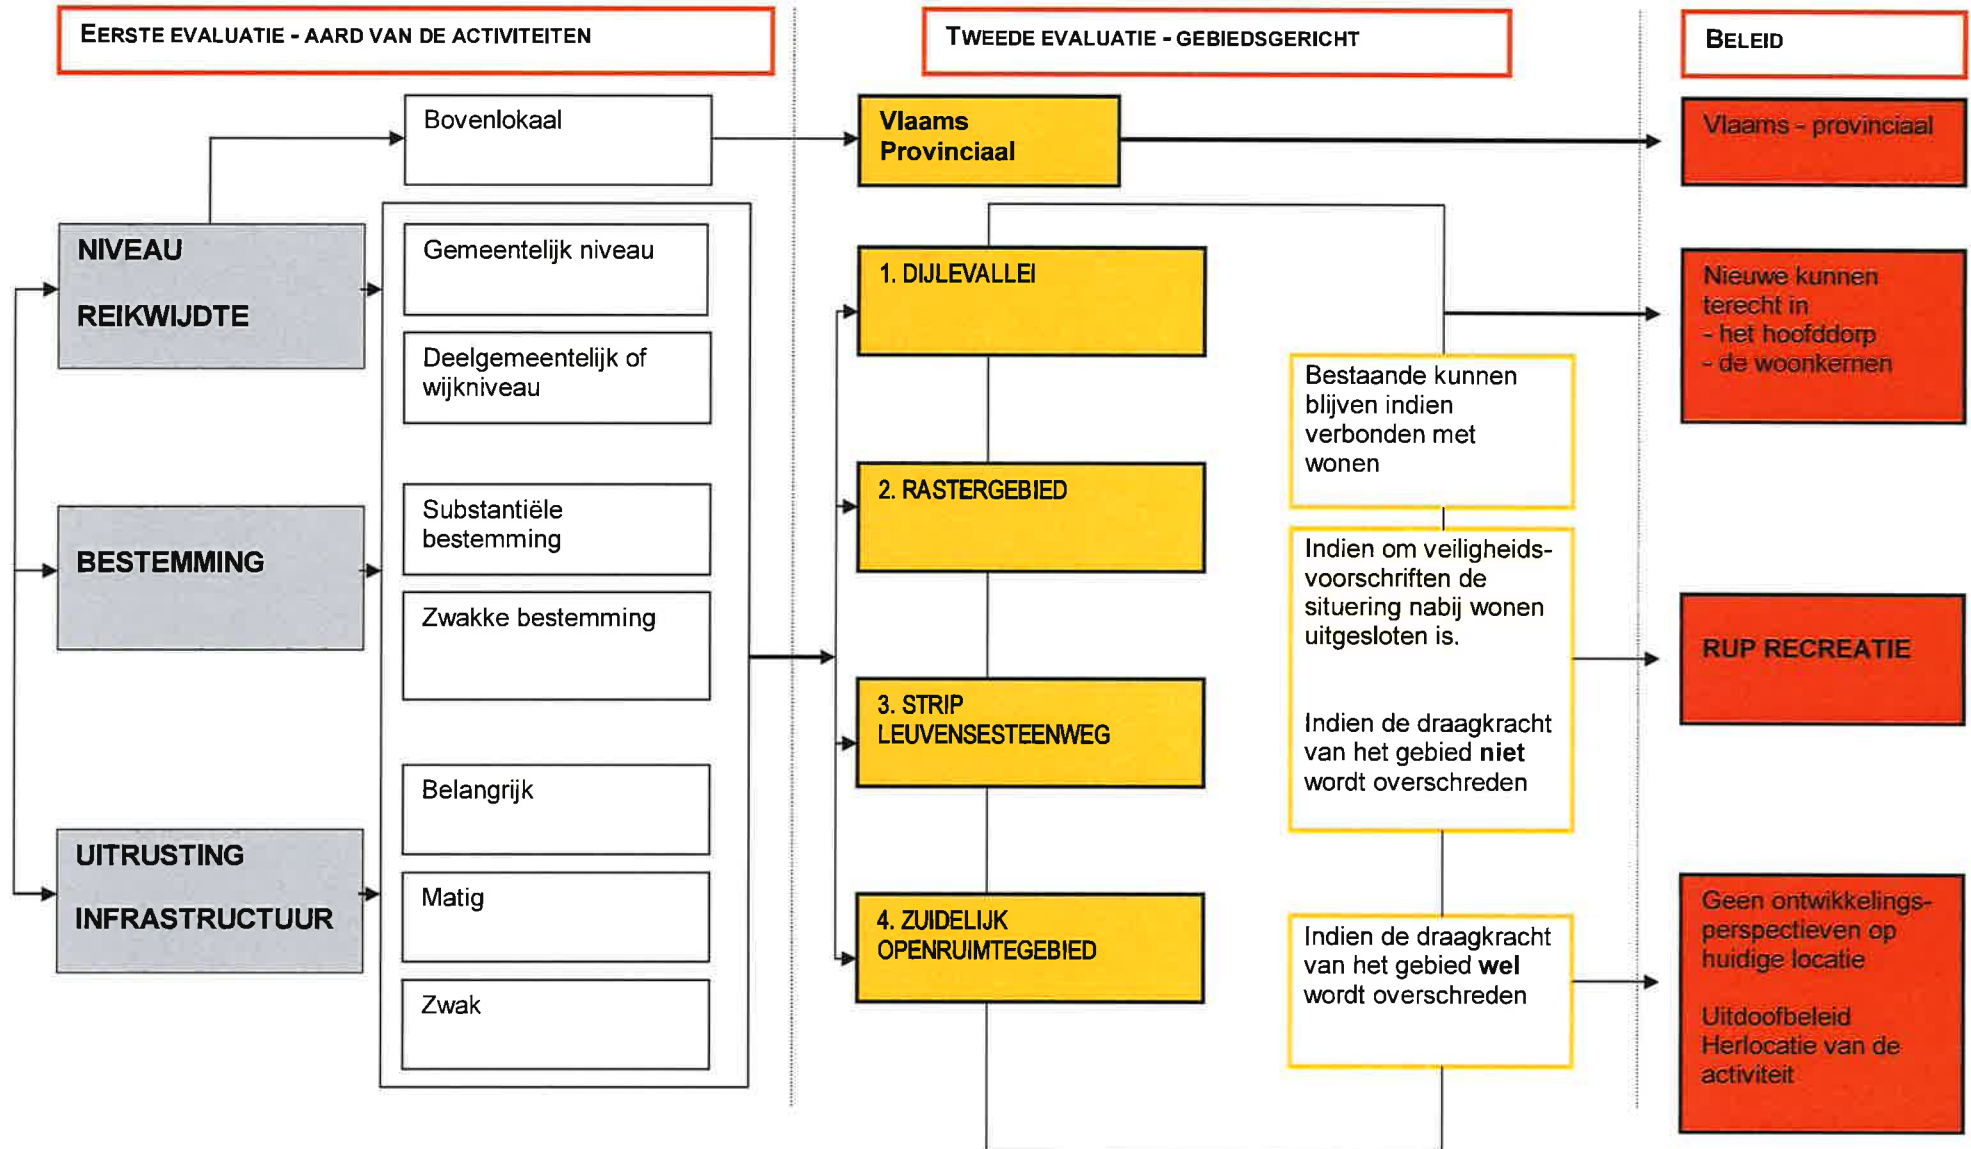 EERSTE EVALUATIE - AARD VAN DE ACTIVITEITEN
TWEEDE EVALUATIE - GEBIEDSGERICHT
BELEID
Bovenlokaal
Vlaams
Provinciaal
Vlaams - provinciaal
NIVEAU
REIKWIJDTE
Gemeentelijk niveau
Deelgemeentelijk of
wijkniveau
BESTEMMING
Substantiële
bestemming
Zwakke bestemming
UITRUSTING
INFRASTRUCTUUR
Belangrijk
Matig
Zwak
1. DIJLEVALLEI
2. RASTERGEBIED
3. STRIP
LEUVENSESTEENWEG
4. ZUIDELIJK
OPENRUIMTEGEBIED
Bestaande kunnen
blijven indien
verbonden met
wonen
Indien om veiligheids-
voorschriften de
situering nabij wonen
uitgesloten is.
Indien de draagkracht
van het gebied niet
wordt overschreden
Indien de draagkracht
van het gebied wel
wordt overschreden
Nieuwe kunnen
terecht in
- het hoofddorp
- de woonkernen
RUP RECREATIE
Geen ontwikkelings-
perspectieven op
huidige locatie
Uitdoofbeleid
Herlocatie van de
activiteit